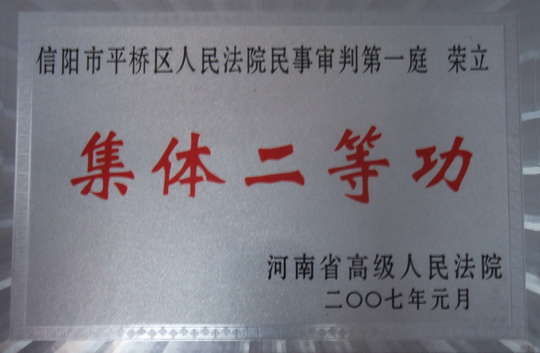 信阳市平桥区人民法院民事审判第一庭 荣立
集体二等功
河南省高级人民法院
二〇〇七年元月